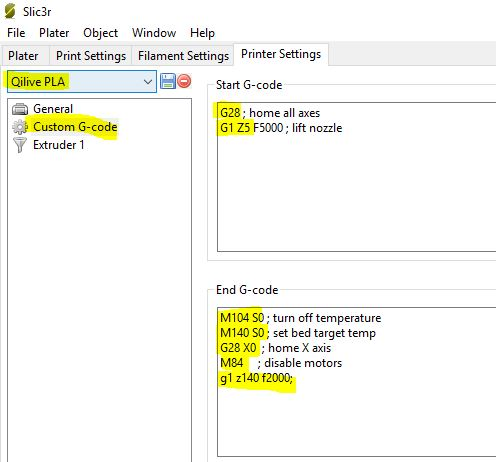 Slic3r
File Plater Object Window Help
Plater Print Settings Filament Settings Printer Settings
Qilive PLA
General
Custom G-code
Extruder 1
Start G-code
G28 ; home all axes
G1 Z5 F5000 ; lift nozzle
End G-code
M104 S0 ; turn off temperature
M140 S0 ; set bed target temp
G28 X0 ; home X axis
M84 ; disable motors
g1 z140 f2000;